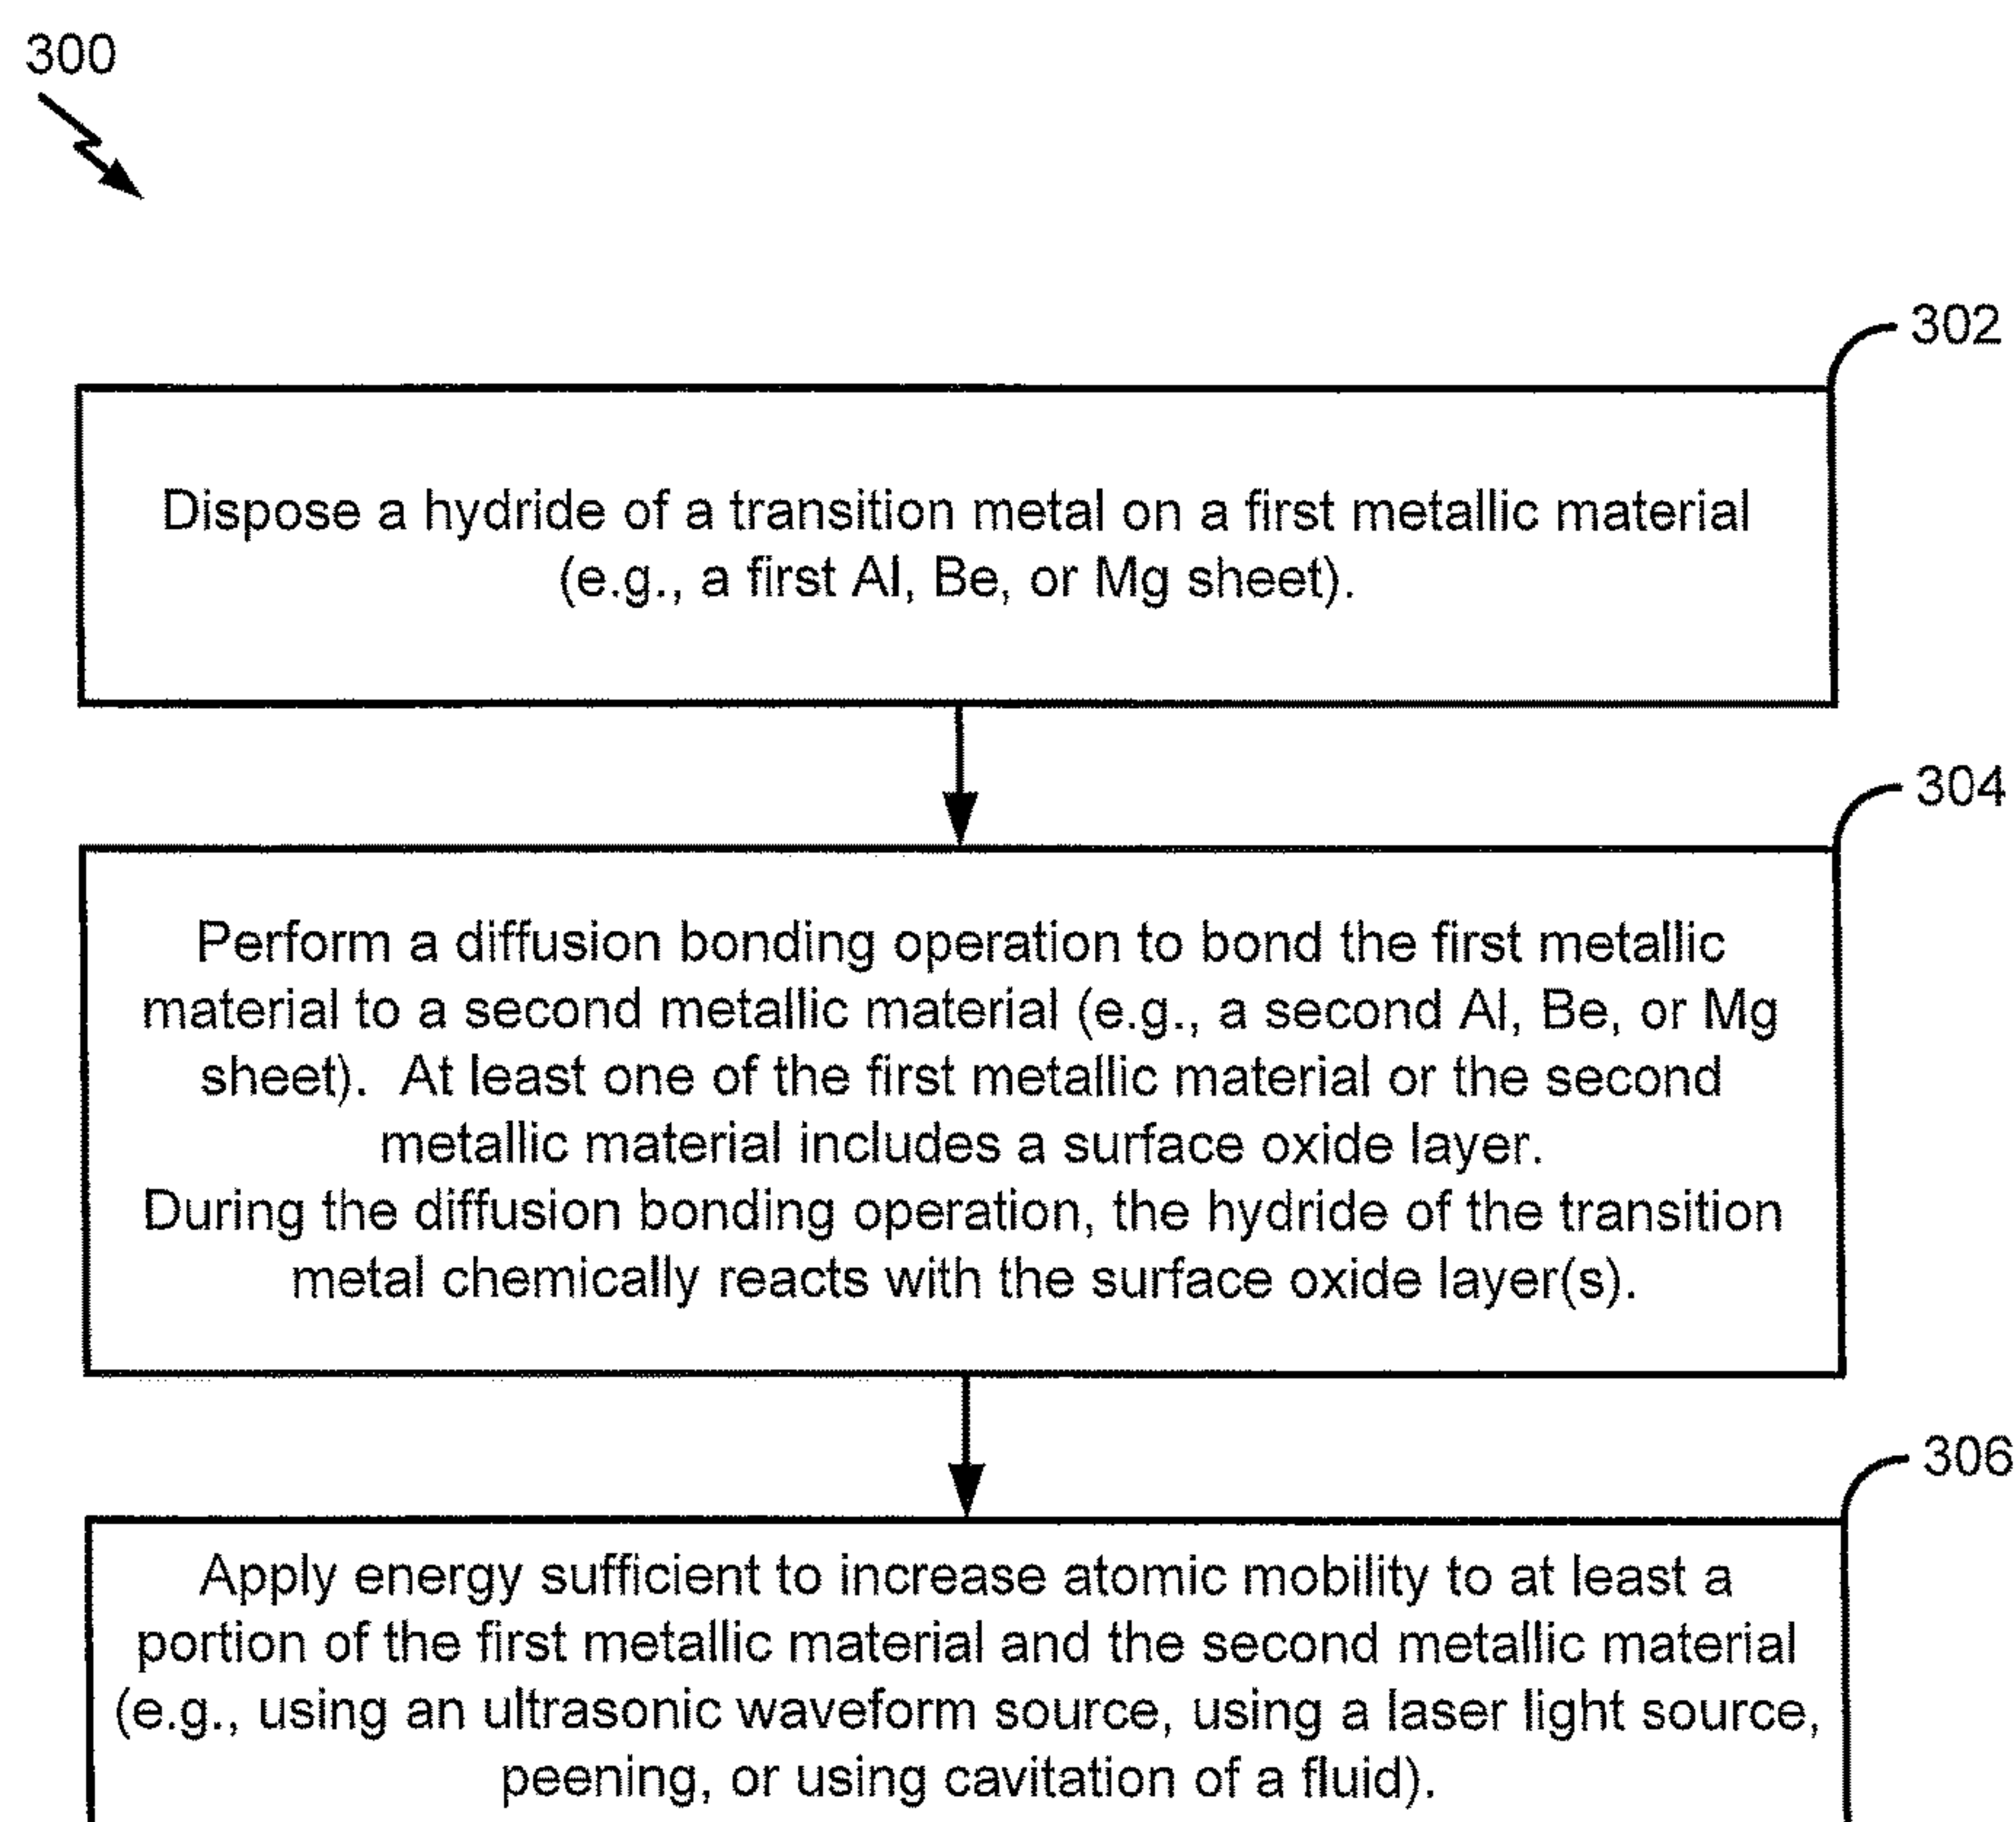 300
302
Dispose a hydride of a transition metal on a first metallic material
(e.g., a first Al, Be, or Mg sheet).
304
Perform a diffusion bonding operation to bond the first metallic
material to a second metallic material (e.g., a second Al, Be, or Mg
sheet).  At least one of the first metallic material or the second
metallic material includes a surface oxide layer.
During the diffusion bonding operation, the hydride of the transition
metal chemically reacts with the surface oxide layer(s).
306
Apply energy sufficient to increase atomic mobility to at least a
portion of the first metallic material and the second metallic material
(e.g., using an ultrasonic waveform source, using a laser light source,
peening, or using cavitation of a fluid).